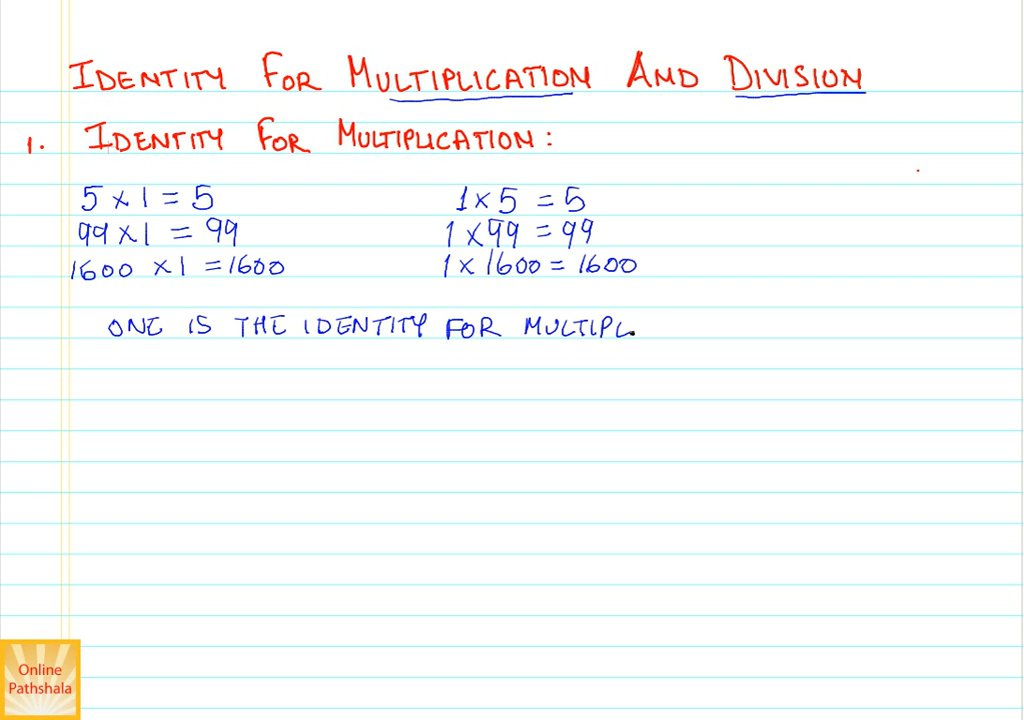 IDENTITY FOR MULTIPLICATION AND DIVISION
1. IDENTITY FOR MULTIPLICATION:
5 × 1 = 5 1 × 5 = 5
99 × 1 = 99 1 × 99 = 99
1600 × 1 = 1600 1 × 1600 = 1600
ONE IS THE IDENTITY FOR MULTIPL
Online
Pathshala